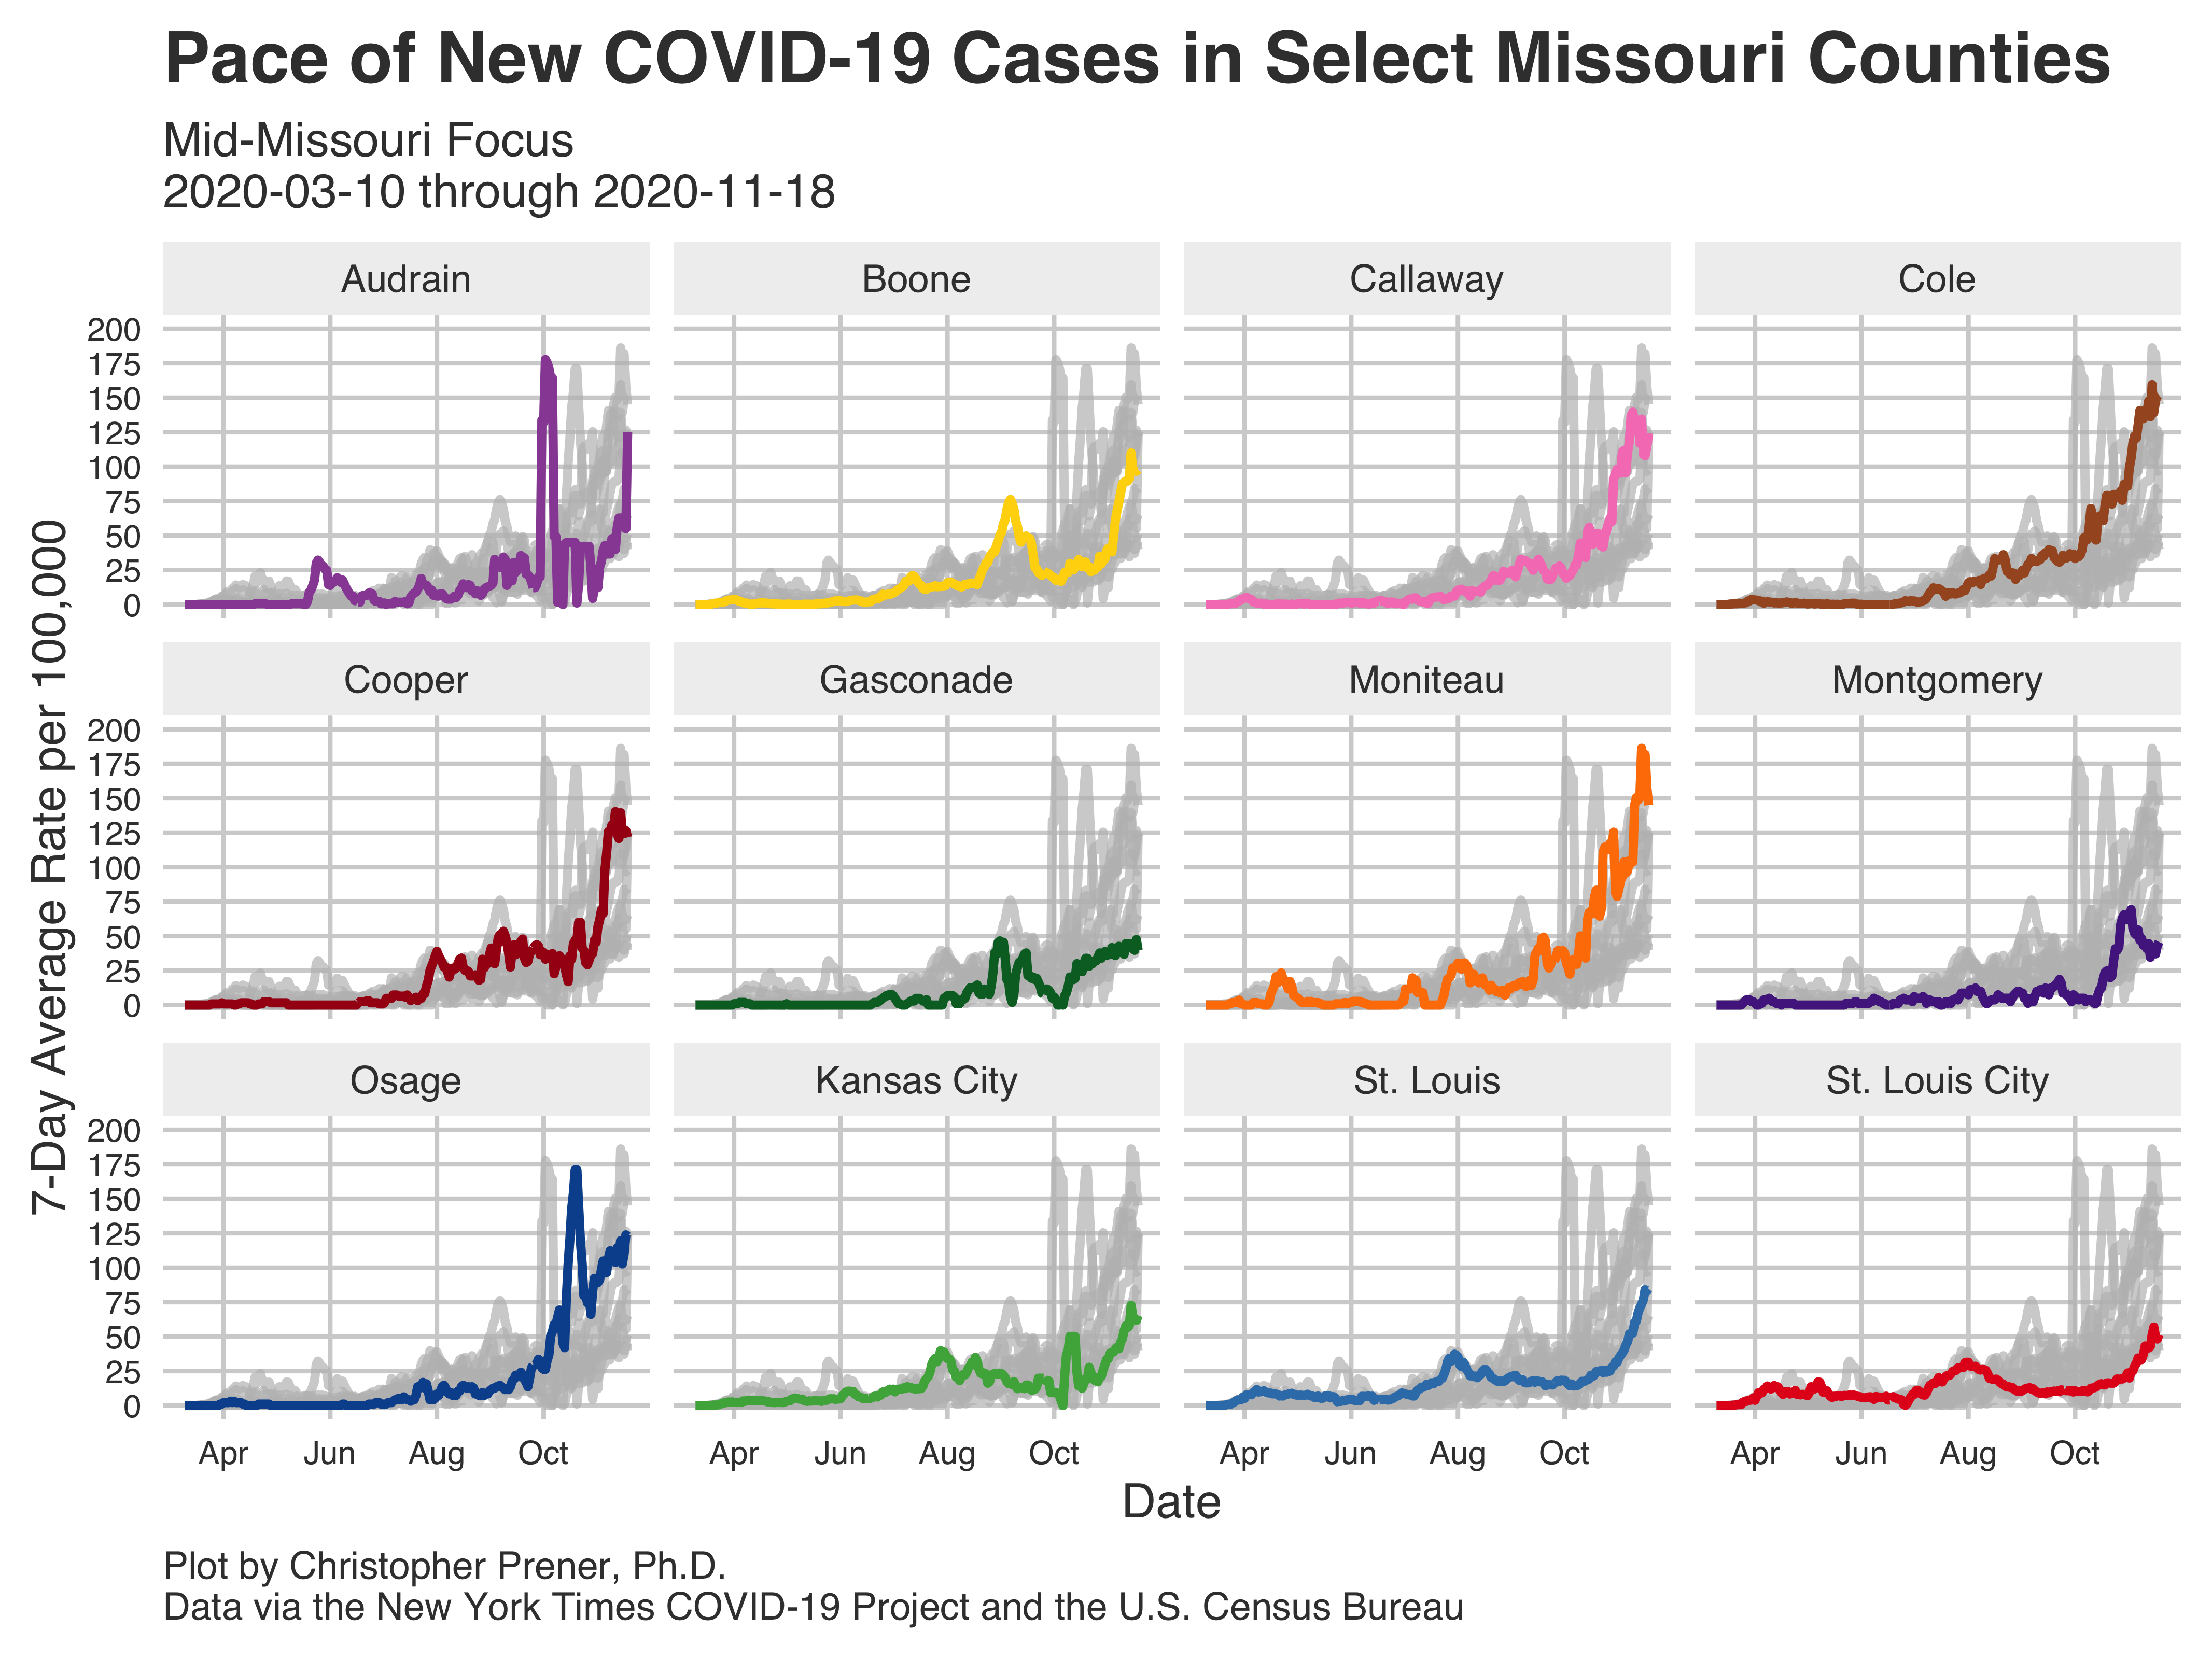 Pace of New COVID-19 Cases in Select Missouri Counties
Mid-Missouri Focus
2020-03-10 through 2020-11-18
Audrain
Boone
Callaway
Cole
200
175
150
125
100
75
50
25
0
Cooper
Gasconade
Moniteau
Montgomery
200
175
150
125
100
75
50
25
0
Osage
Kansas City
St. Louis
St. Louis City
200
175
150
125
100
75
50
25
0
7-Day Average Rate per 100,000
Apr Jun Aug Oct
Apr Jun Aug Oct
Apr Jun Aug Oct
Apr Jun Aug Oct
Date
Plot by Christopher Prener, Ph.D.
Data via the New York Times COVID-19 Project and the U.S. Census Bureau